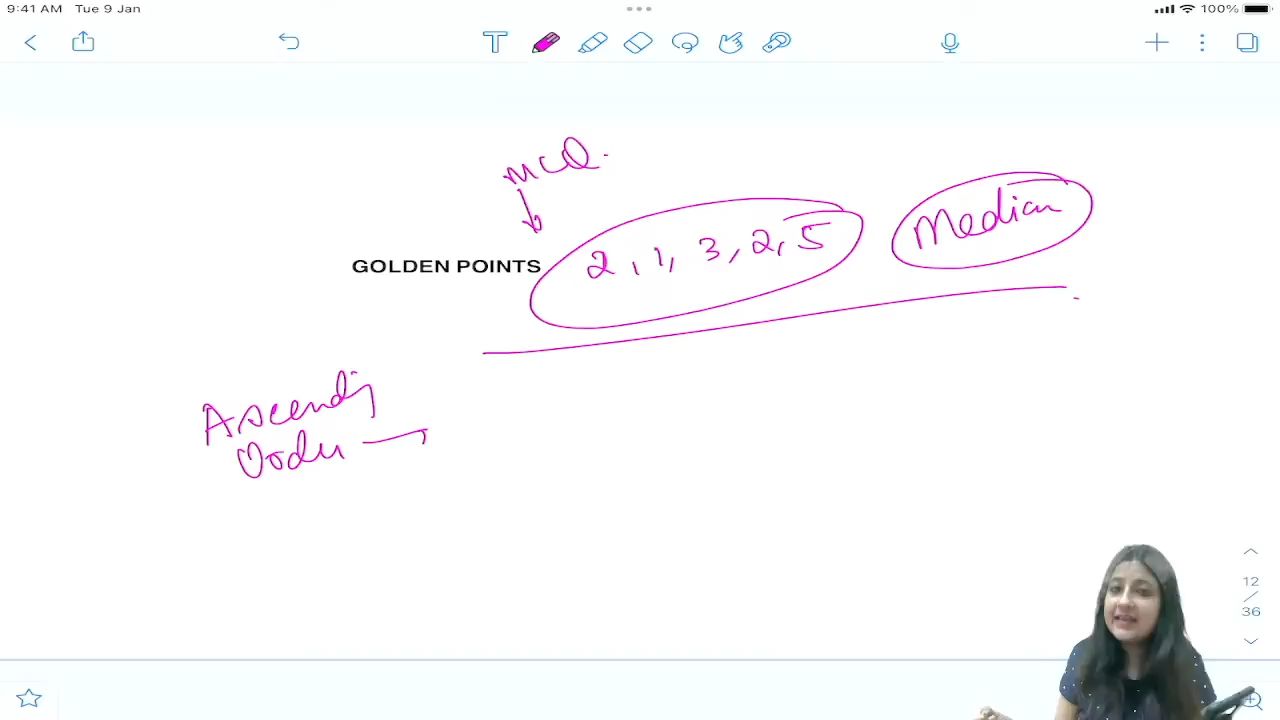 9:41 AM Tue 9 Jan
100%
T
MCQ.
GOLDEN POINTS 2, 1, 3, 2, 5 Median
Ascending
Order
12
/
36